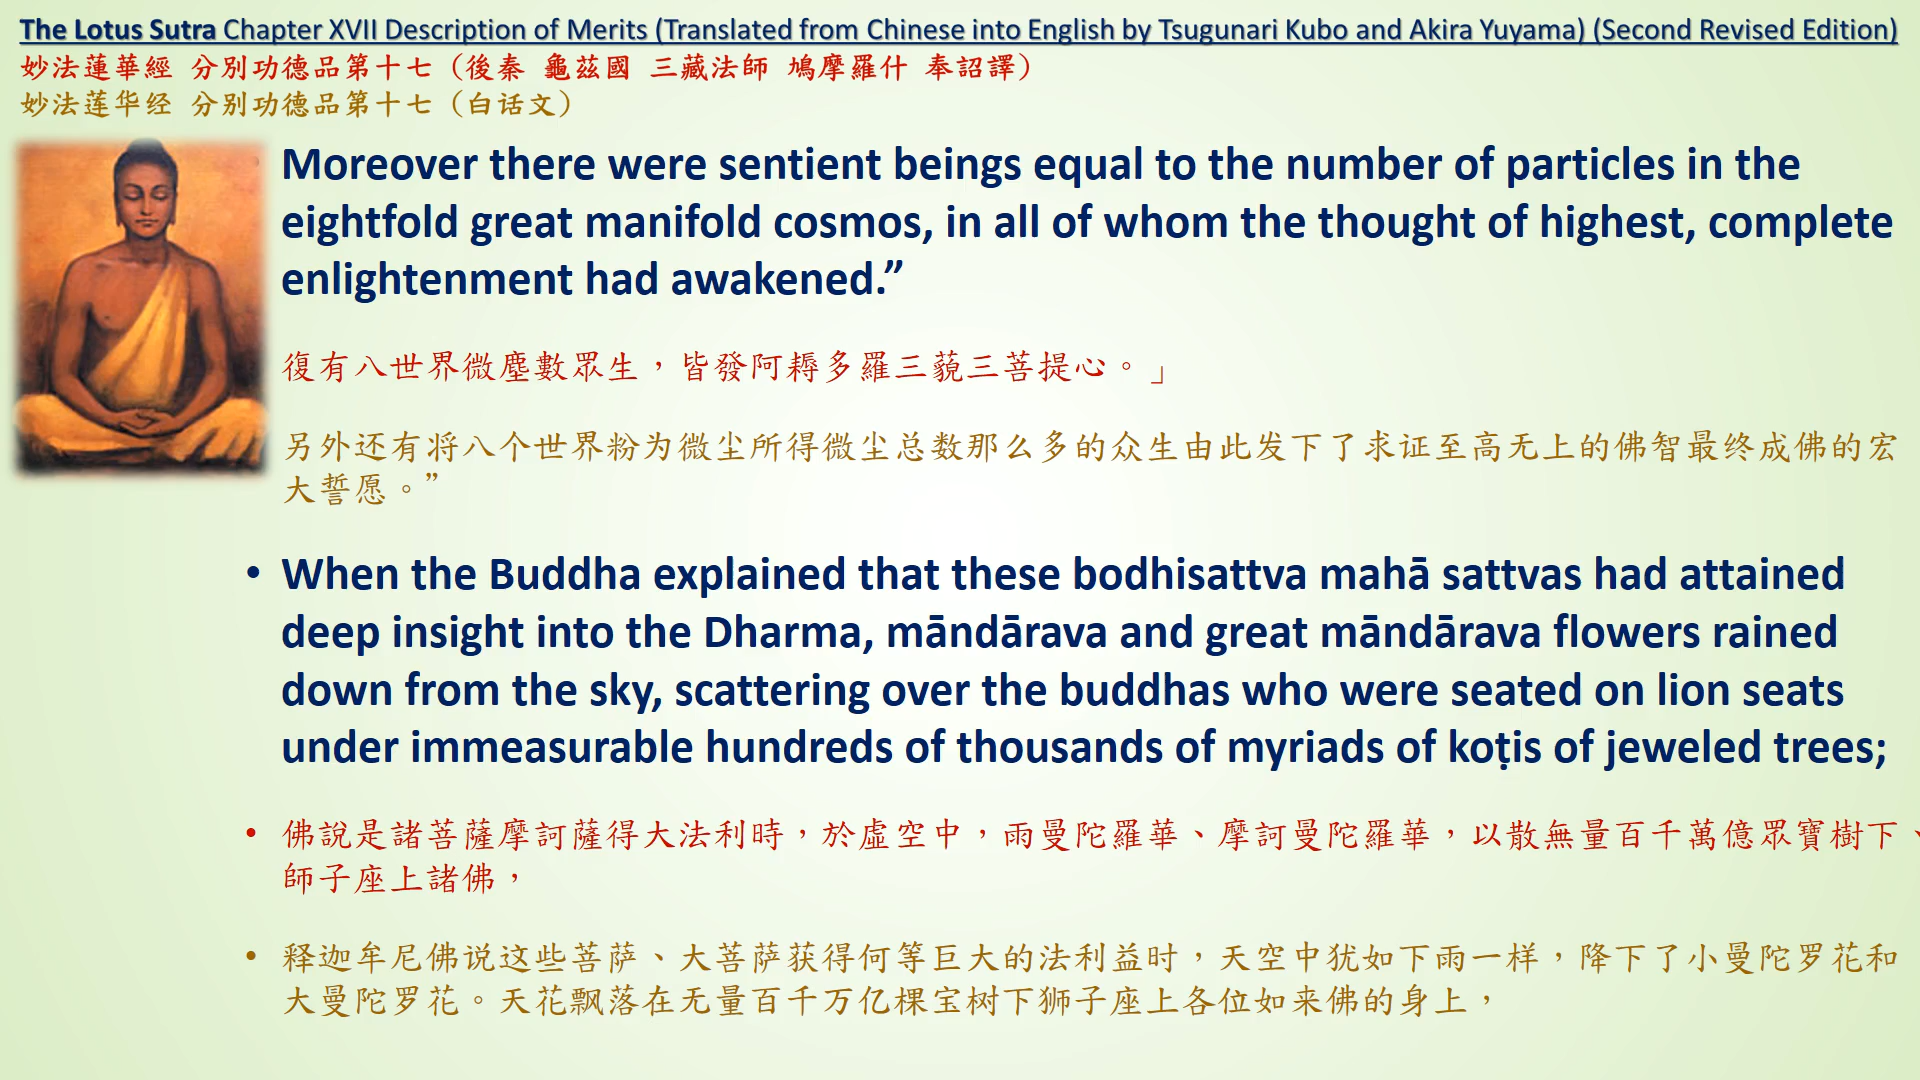 The Lotus Sutra Chapter XVII Description of Merits (Translated from Chinese into English by Tsugunari Kubo and Akira Yuyama) (Second Revised Edition)
妙法蓮華經 分別功德品第十七（後秦 龜茲國 三藏法師 鳩摩羅什 奉詔譯）
妙法莲华经 分别功德品第十七（白话文）
Moreover there were sentient beings equal to the number of particles in the
eightfold great manifold cosmos, in all of whom the thought of highest, complete
enlightenment had awakened.”
復有八世界微塵數眾生，皆發阿耨多羅三藐三菩提心。」
另外还有将八个世界粉为微尘所得微尘总数那么多的众生由此发下了求证至高无上的佛智最终成佛的宏
大誓愿。”
• When the Buddha explained that these bodhisattva mahā sattvas had attained
deep insight into the Dharma, māndārava and great māndārava flowers rained
down from the sky, scattering over the buddhas who were seated on lion seats
under immeasurable hundreds of thousands of myriads of koṭis of jeweled trees;
• 佛說是諸菩薩摩訶薩得大法利時，於虛空中，雨曼陀羅華、摩訶曼陀羅華，以散無量百千萬億眾寶樹下、
師子座上諸佛，
• 释迦牟尼佛说这些菩萨、大菩萨获得何等巨大的法利益时，天空中犹如下雨一样，降下了小曼陀罗花和
大曼陀罗花。天花飘落在无量百千万亿棵宝树下狮子座上各位如来佛的身上，